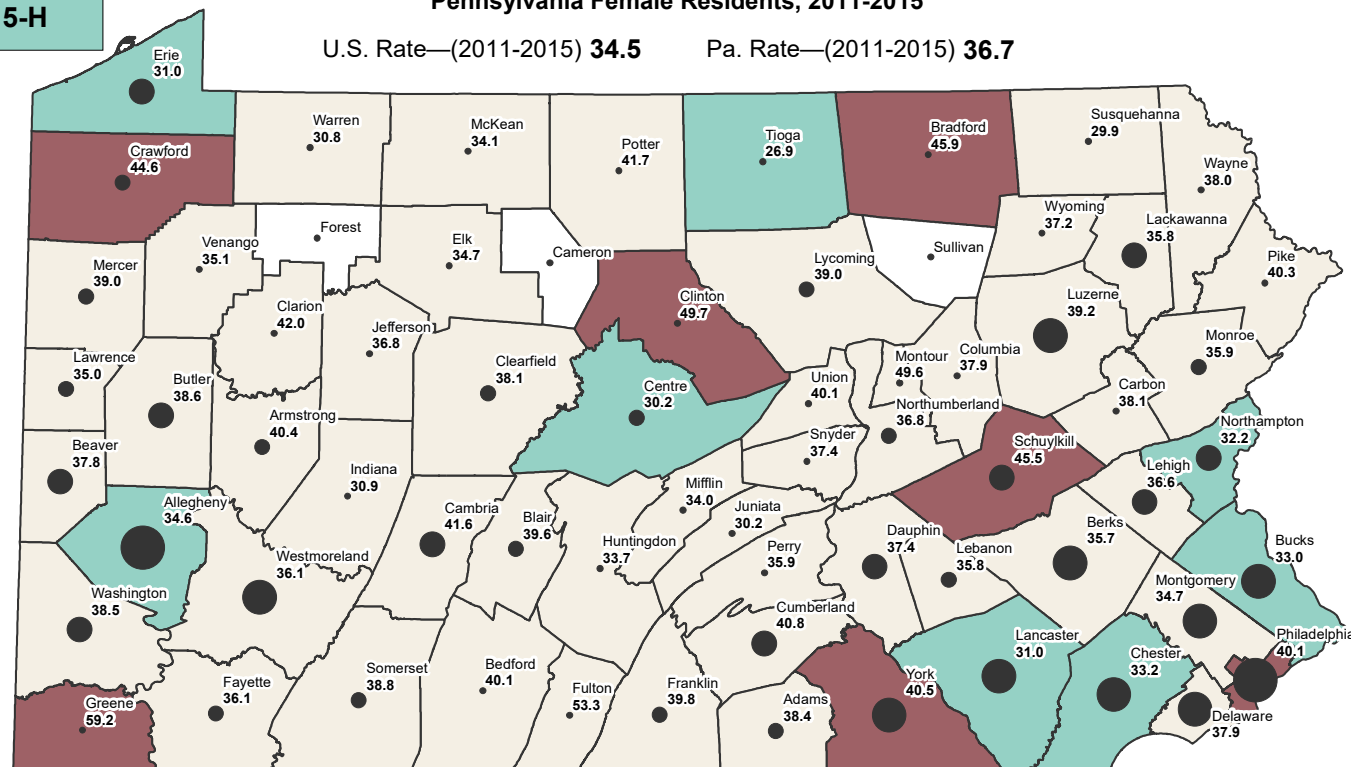 5-H
Pennsylvania Female Residents, 2011-2015
U.S. Rate—(2011-2015) 34.5 Pa. Rate—(2011-2015) 36.7
Erie
31.0
Crawford
44.6
Warren
30.8
McKean
34.1
Potter
41.7
Tioga
26.9
Bradford
45.9
Susquehanna
29.9
Wayne
38.0
Wyoming
37.2
Lackawanna
35.8
Pike
40.3
Mercer
39.0
Venango
35.1
Forest
Elk
34.7
Cameron
Clinton
49.7
Lycoming
39.0
Sullivan
Luzerne
39.2
Monroe
35.9
Lawrence
35.0
Butler
38.6
Clarion
42.0
Jefferson
36.8
Clearfield
38.1
Centre
30.2
Union
40.1
Montour
49.6
Columbia
37.9
Northumberland
36.8
Carbon
38.1
Northampton
32.2
Beaver
37.8
Armstrong
40.4
Indiana
30.9
Snyder
37.4
Schuylkill
45.5
Lehigh
36.6
Allegheny
34.6
Westmoreland
36.1
Cambria
41.6
Blair
39.6
Huntingdon
33.7
Mifflin
34.0
Juniata
30.2
Perry
35.9
Dauphin
37.4
Lebanon
35.8
Berks
35.7
Bucks
33.0
Montgomery
34.7
Philadelphia
40.1
Washington
38.5
Cumberland
40.8
Lancaster
31.0
Chester
33.2
Delaware
37.9
Greene
59.2
Fayette
36.1
Somerset
38.8
Bedford
40.1
Fulton
53.3
Franklin
39.8
Adams
38.4
York
40.5